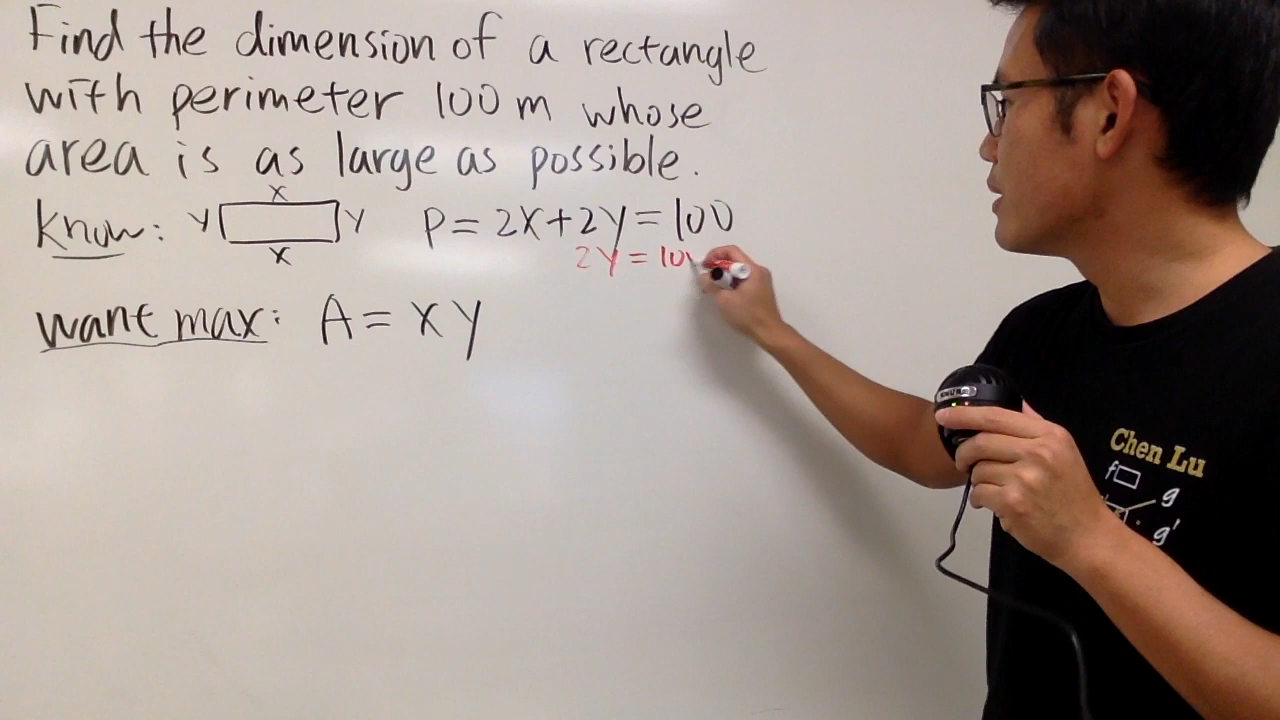 Find the dimension of a rectangle
with perimeter 100 m whose
area is as large as possible.
x
Know: y y P = 2x + 2y = 100
x
2y = 10
want max: A = x y
Chen Lu
f
g
g'